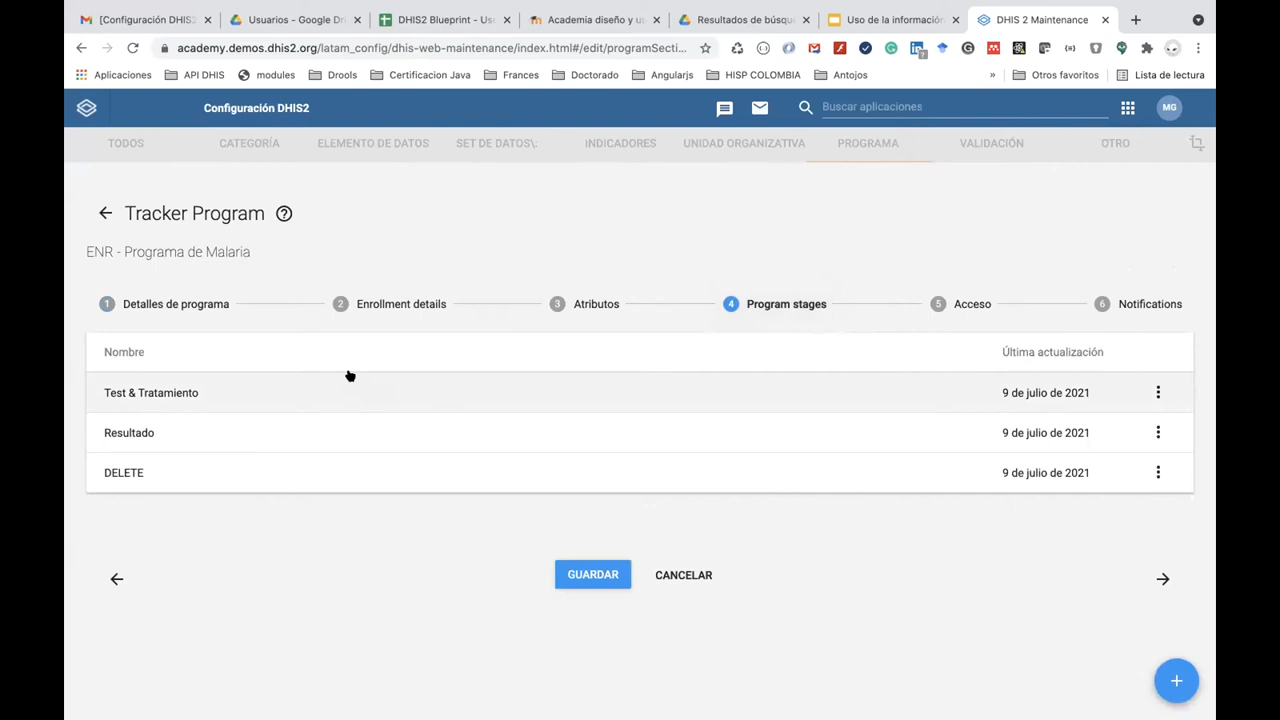 [Configuración DHIS2
Usuarios - Google Dri
DHIS2 Blueprint - Use
Academia diseño y us
Resultados de búsqu
Uso de la información
DHIS 2 Maintenance
academy.demos.dhis2.org/latam_config/dhis-web-maintenance/index.html#/edit/programSecti...
Aplicaciones
API DHIS
modules
Drools
Certificacion Java
Frances
Doctorado
Angularjs
HISP COLOMBIA
Antojos
»
Otros favoritos
Lista de lectura
Configuración DHIS2
Buscar aplicaciones
MG
TODOS
CATEGORÍA
ELEMENTO DE DATOS
SET DE DATOS\:
INDICADORES
UNIDAD ORGANIZATIVA
PROGRAMA
VALIDACIÓN
OTRO
Tracker Program
ENR - Programa de Malaria
1 Detalles de programa
2 Enrollment details
3 Atributos
4 Program stages
5 Acceso
6 Notifications
Nombre
Última actualización
Test & Tratamiento
9 de julio de 2021
Resultado
9 de julio de 2021
DELETE
9 de julio de 2021
GUARDAR
CANCELAR